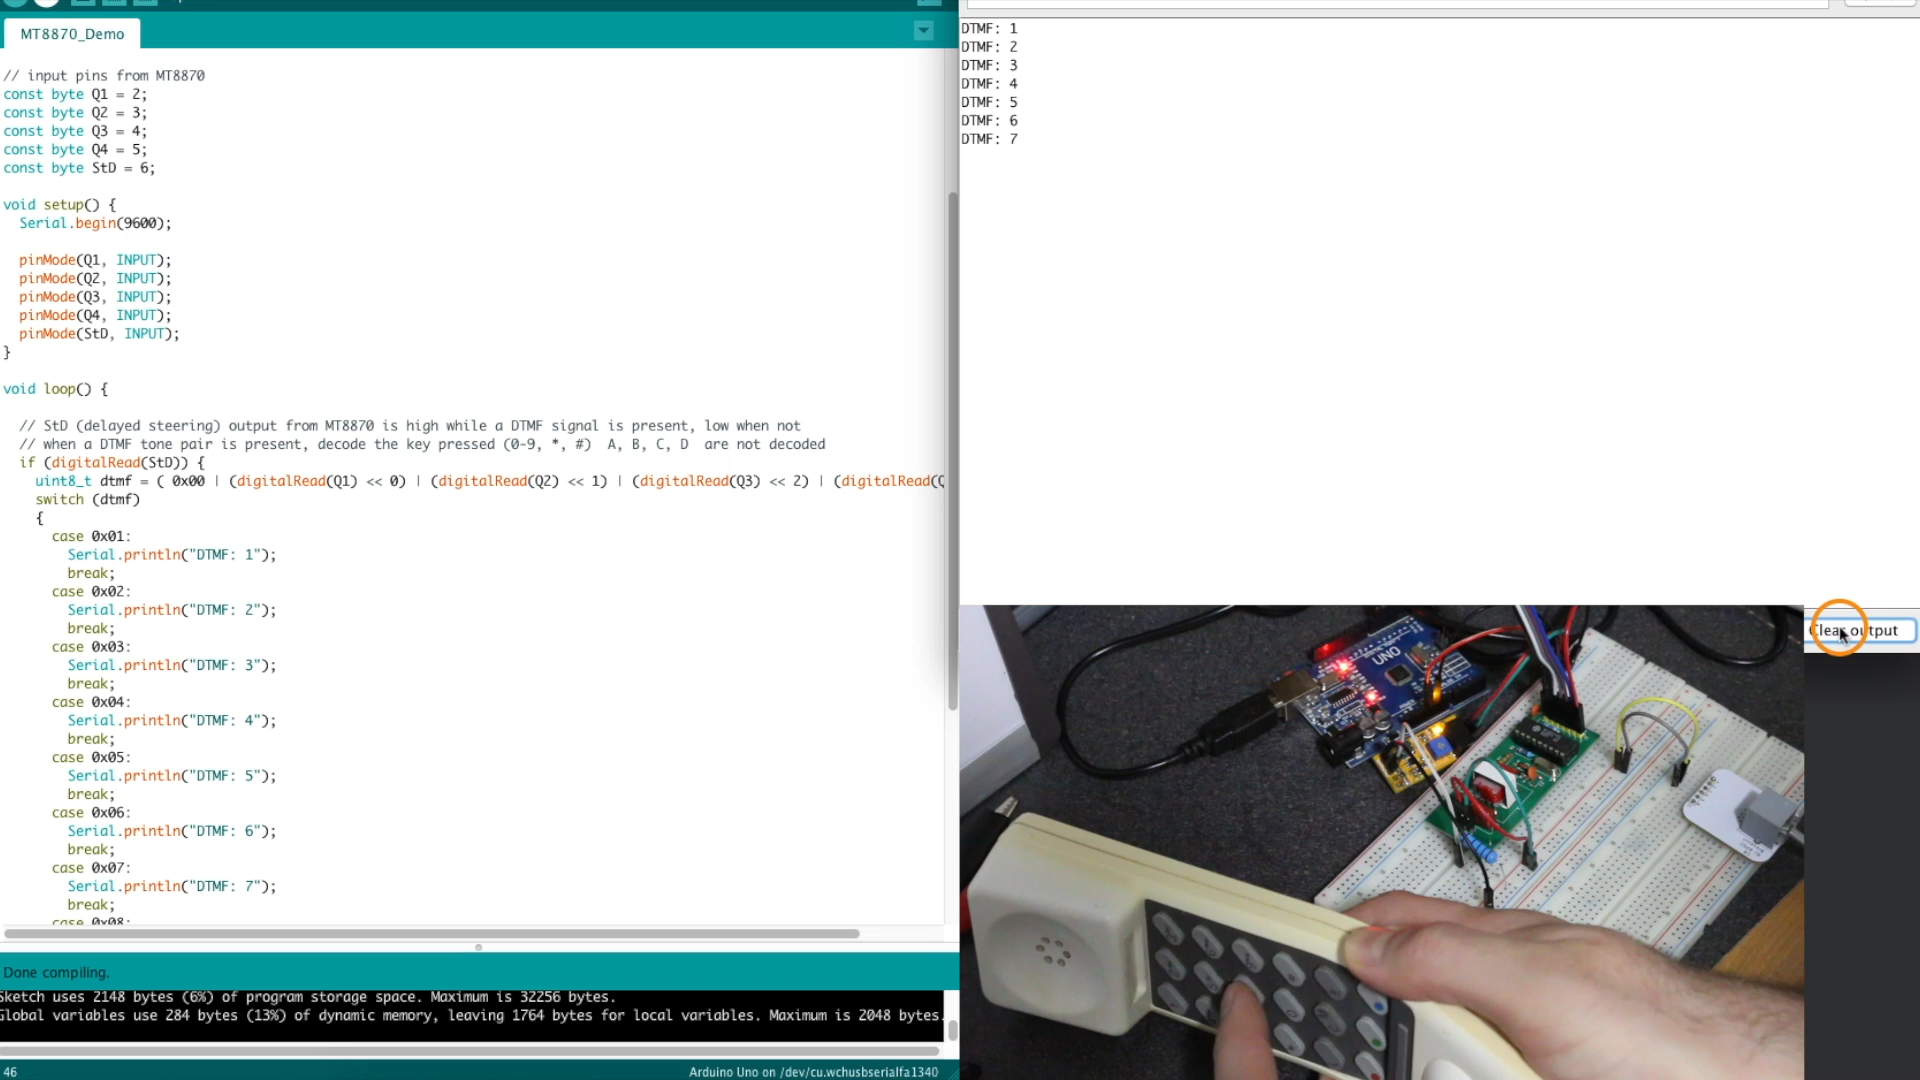 MT8870_Demo
// input pins from MT8870
const byte Q1 = 2;
const byte Q2 = 3;
const byte Q3 = 4;
const byte Q4 = 5;
const byte StD = 6;
void setup() {
Serial.begin(9600);
pinMode(Q1, INPUT);
pinMode(Q2, INPUT);
pinMode(Q3, INPUT);
pinMode(Q4, INPUT);
pinMode(StD, INPUT);
}
void loop() {
// StD (delayed steering) output from MT8870 is high while a DTMF signal is present, low when not
// when a DTMF tone pair is present, decode the key pressed (0-9, *, #)  A, B, C, D  are not decoded
if (digitalRead(StD)) {
uint8_t dtmf = ( 0x00 | (digitalRead(Q1) << 0) | (digitalRead(Q2) << 1) | (digitalRead(Q3) << 2) | (digitalRead(Q
switch (dtmf)
{
case 0x01:
Serial.println("DTMF: 1");
break;
case 0x02:
Serial.println("DTMF: 2");
break;
case 0x03:
Serial.println("DTMF: 3");
break;
case 0x04:
Serial.println("DTMF: 4");
break;
case 0x05:
Serial.println("DTMF: 5");
break;
case 0x06:
Serial.println("DTMF: 6");
break;
case 0x07:
Serial.println("DTMF: 7");
break;
case 0x08:
Done compiling.
Sketch uses 2148 bytes (6%) of program storage space. Maximum is 32256 bytes.
Global variables use 284 bytes (13%) of dynamic memory, leaving 1764 bytes for local variables. Maximum is 2048 bytes.
46
Arduino Uno on /dev/cu.wchusbserialfa1340
DTMF: 1
DTMF: 2
DTMF: 3
DTMF: 4
DTMF: 5
DTMF: 6
DTMF: 7
Clear output
UNO